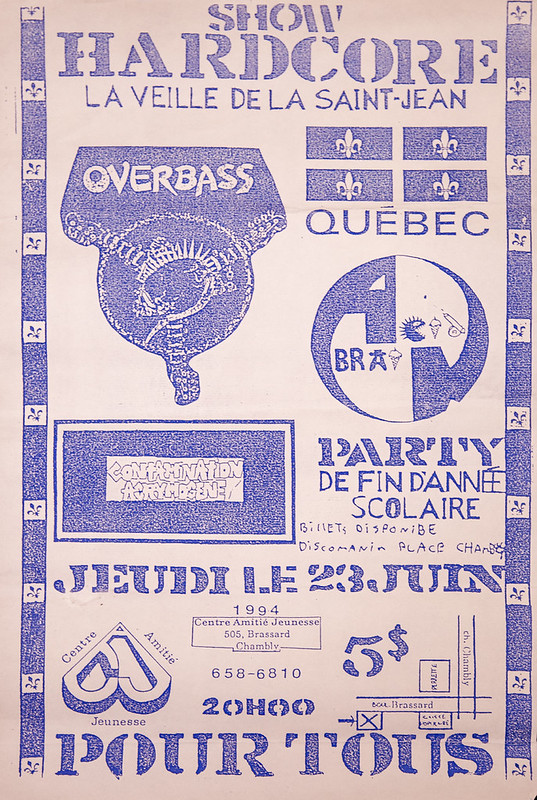 SHOW
HARDCORE
LA VEILLE DE LA SAINT-JEAN
OVERBASS
QUÉBEC
BRA
CONTAMINATION
PARTY
DE FIN D'ANNÉE
SCOLAIRE
BILLETS DISPONIBE
DISCOMANIA PLACE CHAMBLY
JEUDI LE 23 JUIN
1994
Centre Amitié Jeunesse
505, Brassard
Chambly
658-6810
20H00
5$
Centre Amitié
Jeunesse
ch. Chambly
BOUL. Brassard
POUR TOUS